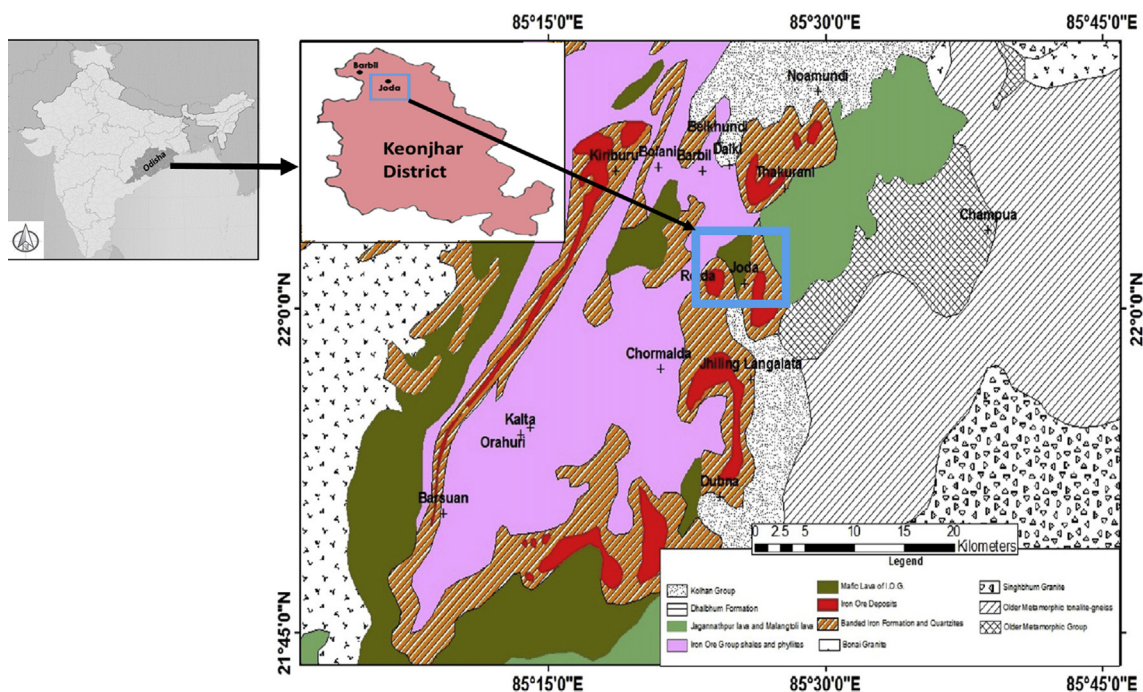 85°15'0"E
85°30'0"E
85°45'0"E
Barbil
Joda
Keonjhar
District
Odisha
N
Noamundi
Belkhundi
Kiriburu
Bolani
Barbil
Dalki
Thakurani
Champua
Joda
22°0'0"N
22°0'0"N
Chormalda
Jhiling Langalata
Kalta
Orahuri
Dubna
Barsuan
0 2.5 5 10 15 20
Kilometers
Legend
Kolhan Group
Dhalbhum Formation
Jagannathpur lava and Malangtoli lava
Iron Ore Group shales and phyllites
Mafic Lava of I.O.G.
Iron Ore Deposits
Banded Iron Formation and Quartzites
Bonai Granite
Singhbhum Granite
Older Metamorphic tonalite-gneiss
Older Metamorphic Group
21°45'0"N
85°15'0"E
85°30'0"E
85°45'0"E